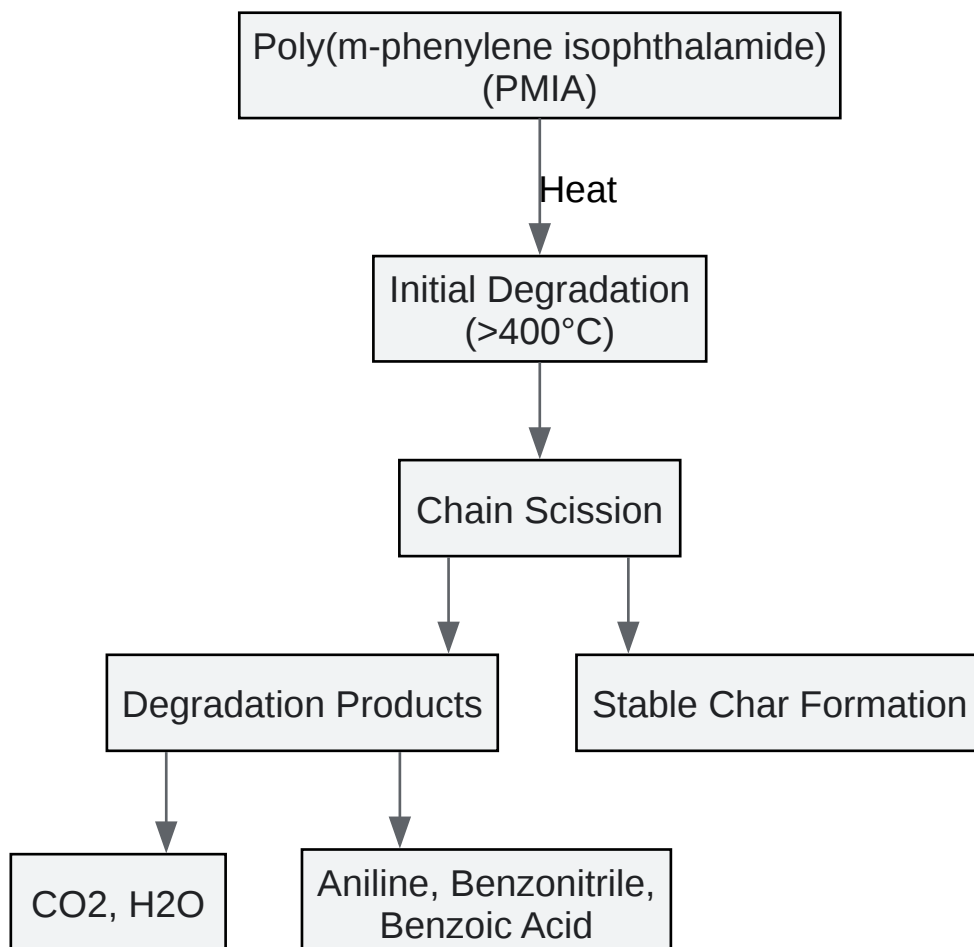 Poly(m-phenylene isophthalamide)
(PMIA)
Heat
Initial Degradation
(>400°C)
Chain Scission
Degradation Products
Stable Char Formation
CO2, H2O
Aniline, Benzonitrile,
Benzoic Acid